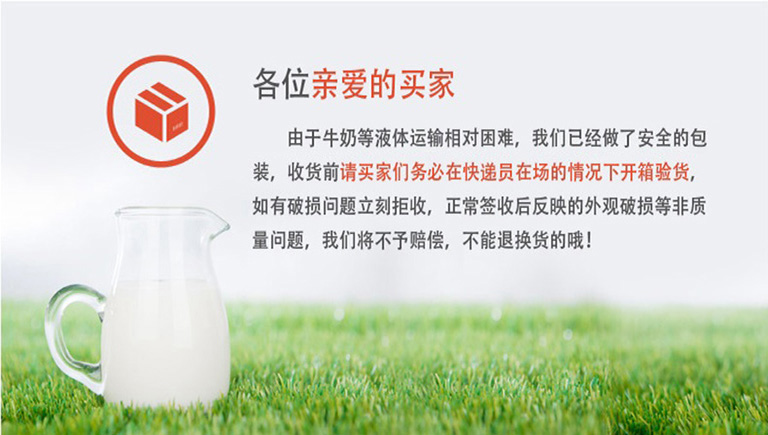 各位亲爱的买家
由于牛奶等液体运输相对困难，我们已经做了安全的包
装，收货前请买家们务必在快递员在场的情况下开箱验货，
如有破损问题立刻拒收，正常签收后反映的外观破损等非质
量问题，我们将不予赔偿，不能退换货的哦！